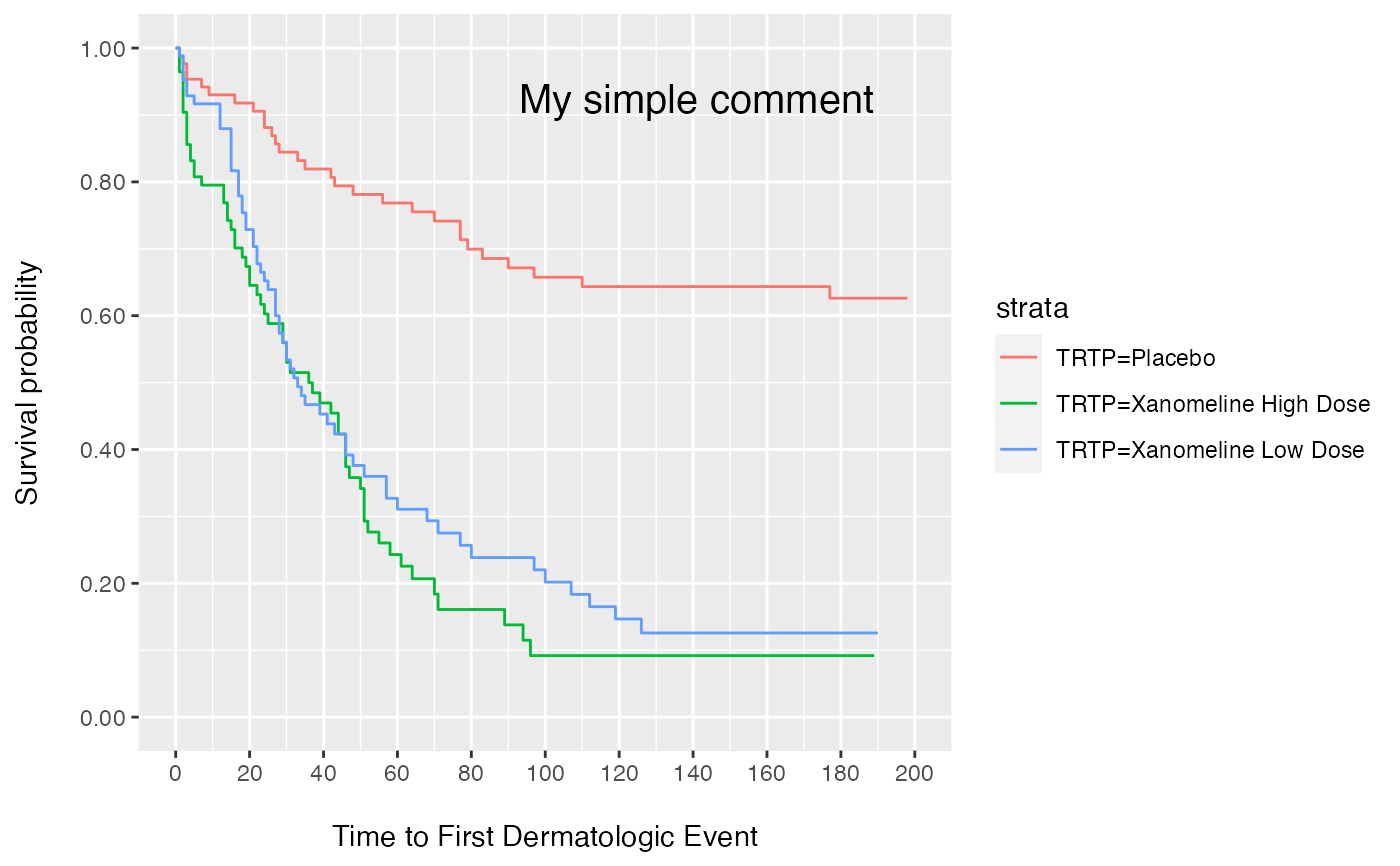 My simple comment
Survival probability
1.00
0.80
0.60
0.40
0.20
0.00
0 20 40 60 80 100 120 140 160 180 200
Time to First Dermatologic Event
strata
TRTP=Placebo
TRTP=Xanomeline High Dose
TRTP=Xanomeline Low Dose